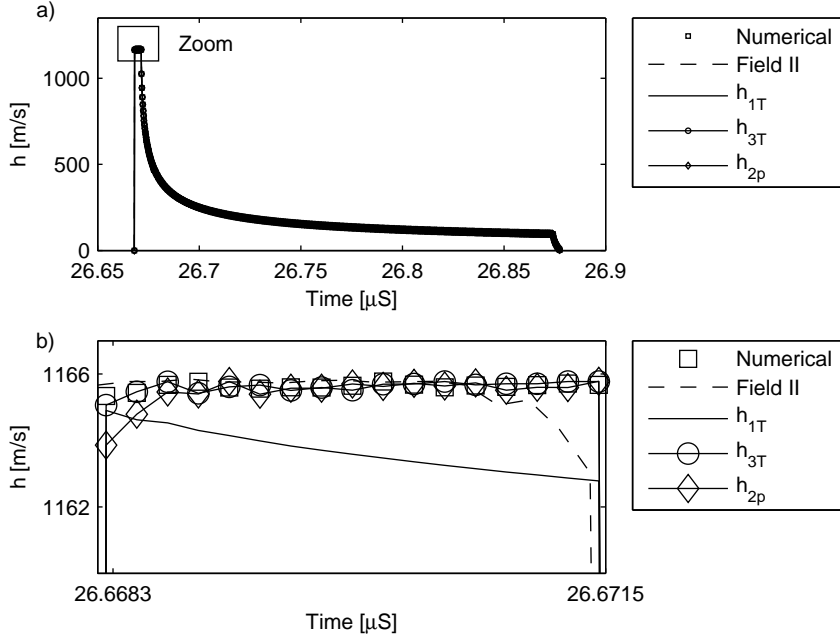 a)
Zoom
1000
500
0
h [m/s]
26.65
26.7
26.75
26.8
26.85
26.9
Time [μS]
Numerical
Field II
h1T
h3T
h2p
b)
1166
1162
h [m/s]
26.6683
26.6715
Time [μS]
Numerical
Field II
h1T
h3T
h2p